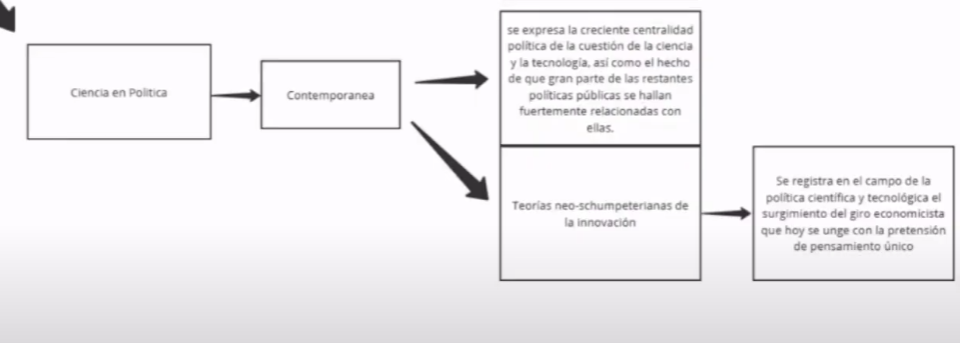 Ciencia en Politica
Contemporanea
se expresa la creciente centralidad
política de la cuestión de la ciencia
y la tecnología, así como el hecho
de que gran parte de las restantes
políticas públicas se hallan
fuertemente relacionadas con
ellas.
Teorías neo-schumpeterianas de
la innovación
Se registra en el campo de la
política científica y tecnológica el
surgimiento del giro economicista
que hoy se unge con la pretensión
de pensamiento único